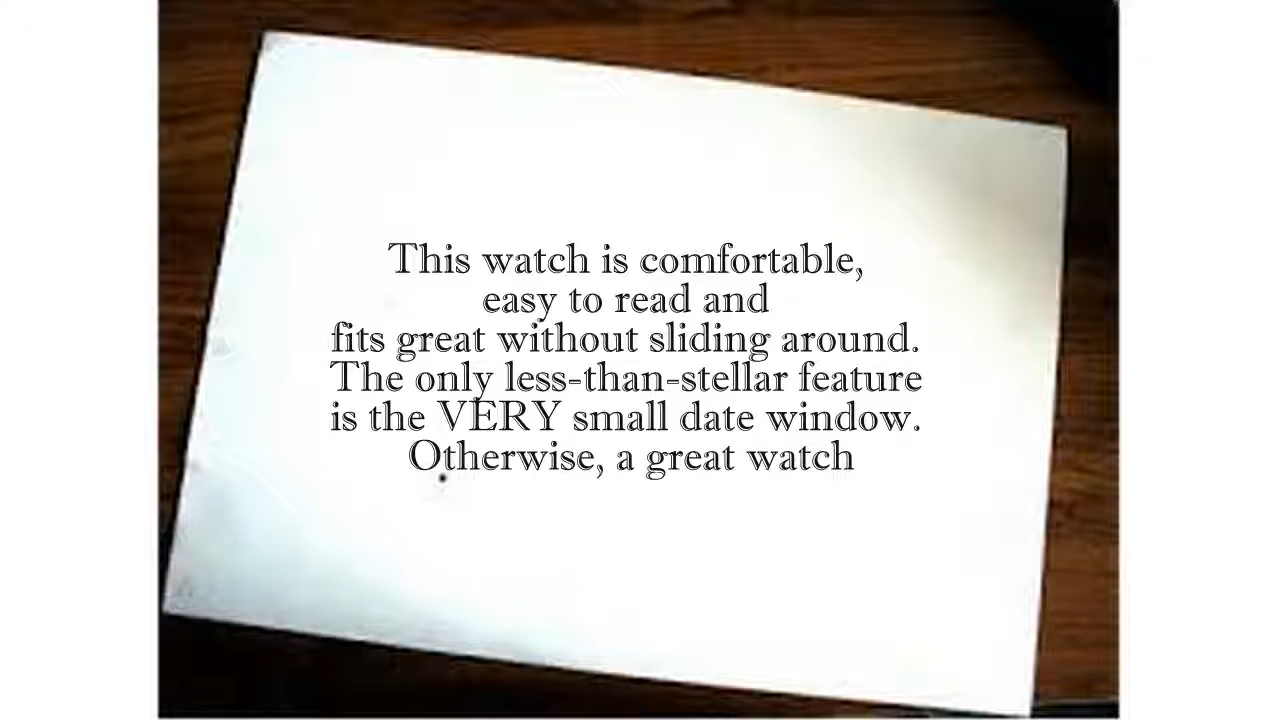 This watch is comfortable,
easy to read and
fits great without sliding around.
The only less-than-stellar feature
is the VERY small date window.
Otherwise, a great watch